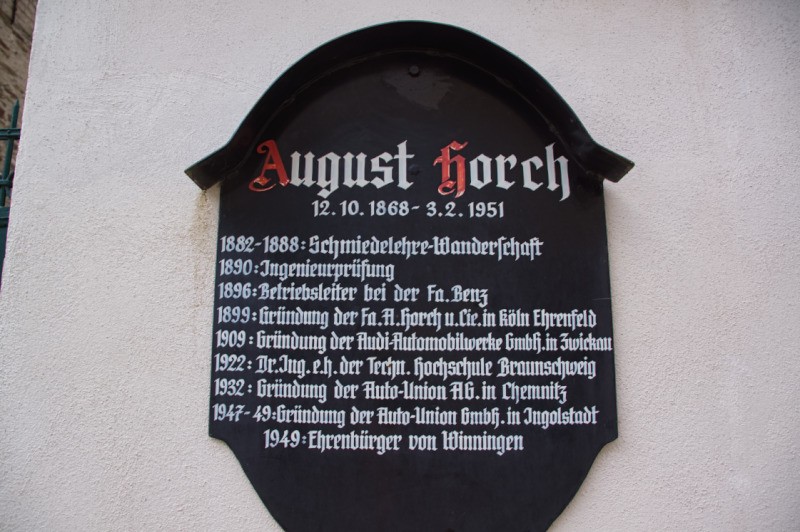 August Horch
12.10.1868 - 3.2.1951
1882-1888: Schmiedelehre-Wanderschaft
1890: Ingenieurprüfung
1896: Betriebsleiter bei der Fa. Benz
1899: Gründung der Fa. A. Horch u. Cie. in Köln Ehrenfeld
1909: Gründung der Audi-Automobilwerke GmbH. in Zwickau
1922: Dr. Ing. e.h. der Techn. Hochschule Braunschweig
1932: Gründung der Auto-Union AG. in Chemnitz
1947-49: Gründung der Auto-Union GmbH. in Ingolstadt
1949: Ehrenbürger von Winningen